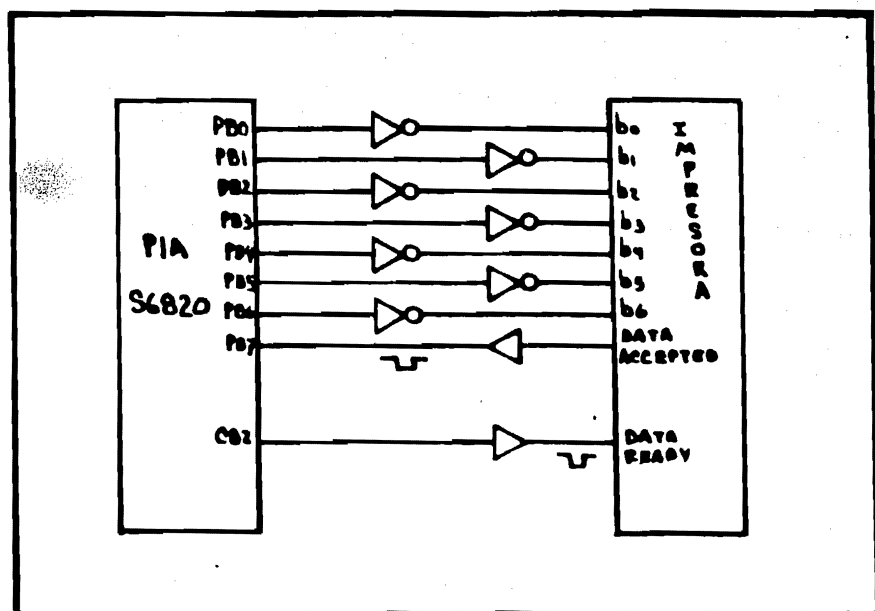 PIA
S6820
PB0
PB1
PB2
PB3
PB4
PB5
PB6
PB7
CB2
b0
b1
b2
b3
b4
b5
b6
DATA
ACCEPTED
DATA
READY
IMPRESORA